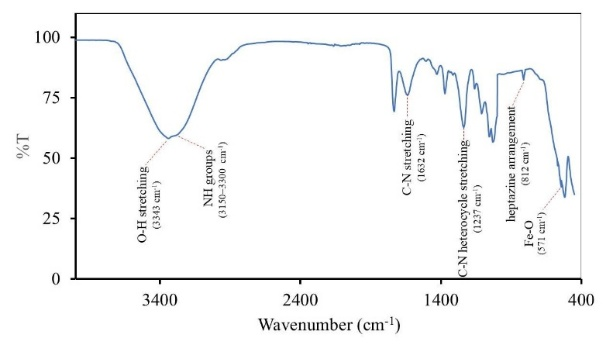 100
75
50
25
0
%T
O-H stretching
(3343 cm-1)
NH groups
(3150–3300 cm-1)
C-N stretching
(1632 cm-1)
C-N heterocycle stretching
(1237 cm-1)
heptazine arrangement
(812 cm-1)
Fe-O
(571 cm-1)
3400
2400
1400
400
Wavenumber (cm-1)